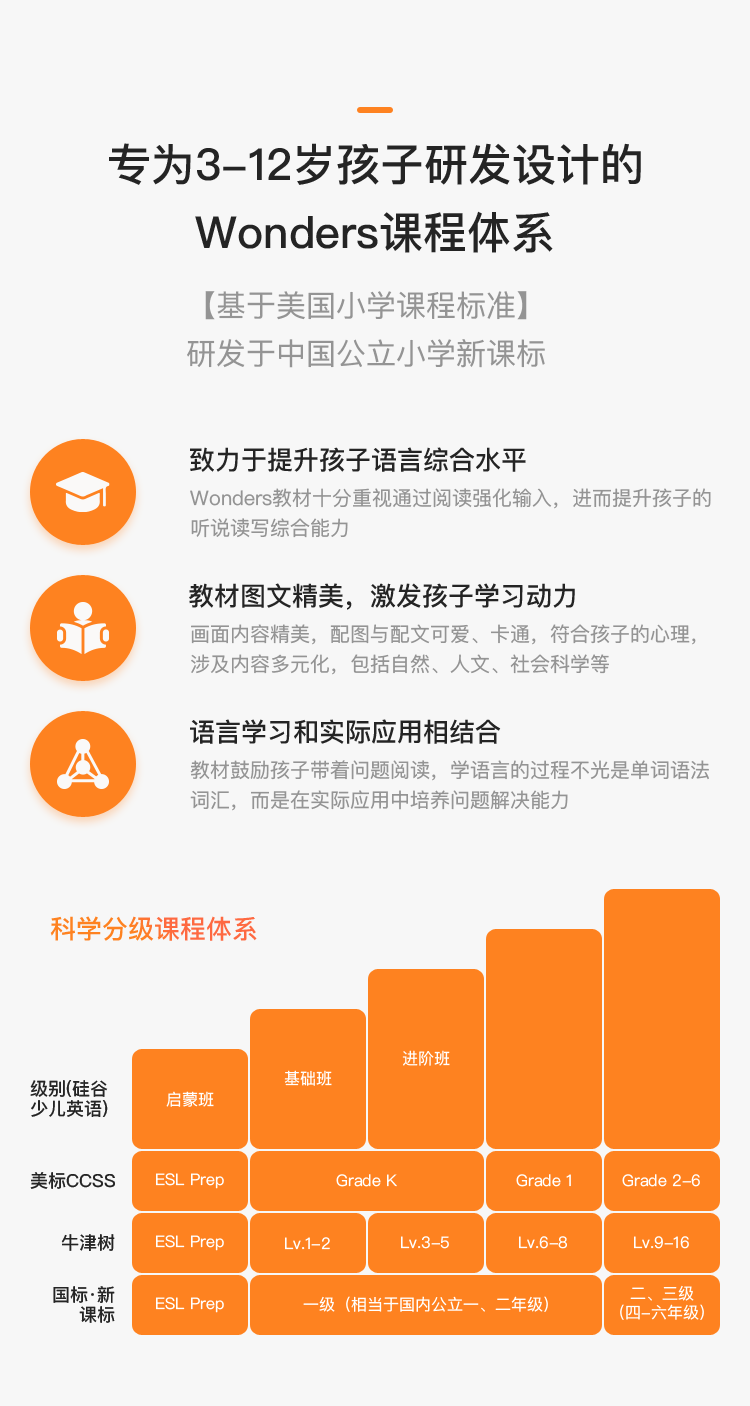 专为3-12岁孩子研发设计的
Wonders课程体系
【基于美国小学课程标准】
研发于中国公立小学新课标
致力于提升孩子语言综合水平
Wonders教材十分重视通过阅读强化输入，进而提升孩子的
听说读写综合能力
教材图文精美，激发孩子学习动力
画面内容精美，配图与配文可爱、卡通，符合孩子的心理，
涉及内容多元化，包括自然、人文、社会科学等
语言学习和实际应用相结合
教材鼓励孩子带着问题阅读，学语言的过程不光是单词语法
词汇，而是在实际应用中培养问题解决能力
科学分级课程体系
级别(硅谷
少儿英语)
启蒙班
基础班
进阶班
美标CCSS
ESL Prep
Grade K
Grade 1
Grade 2-6
牛津树
ESL Prep
Lv.1-2
Lv.3-5
Lv.6-8
Lv.9-16
国标·新
课标
ESL Prep
一级（相当于国内公立一、二年级）
二、三级
(四-六年级)